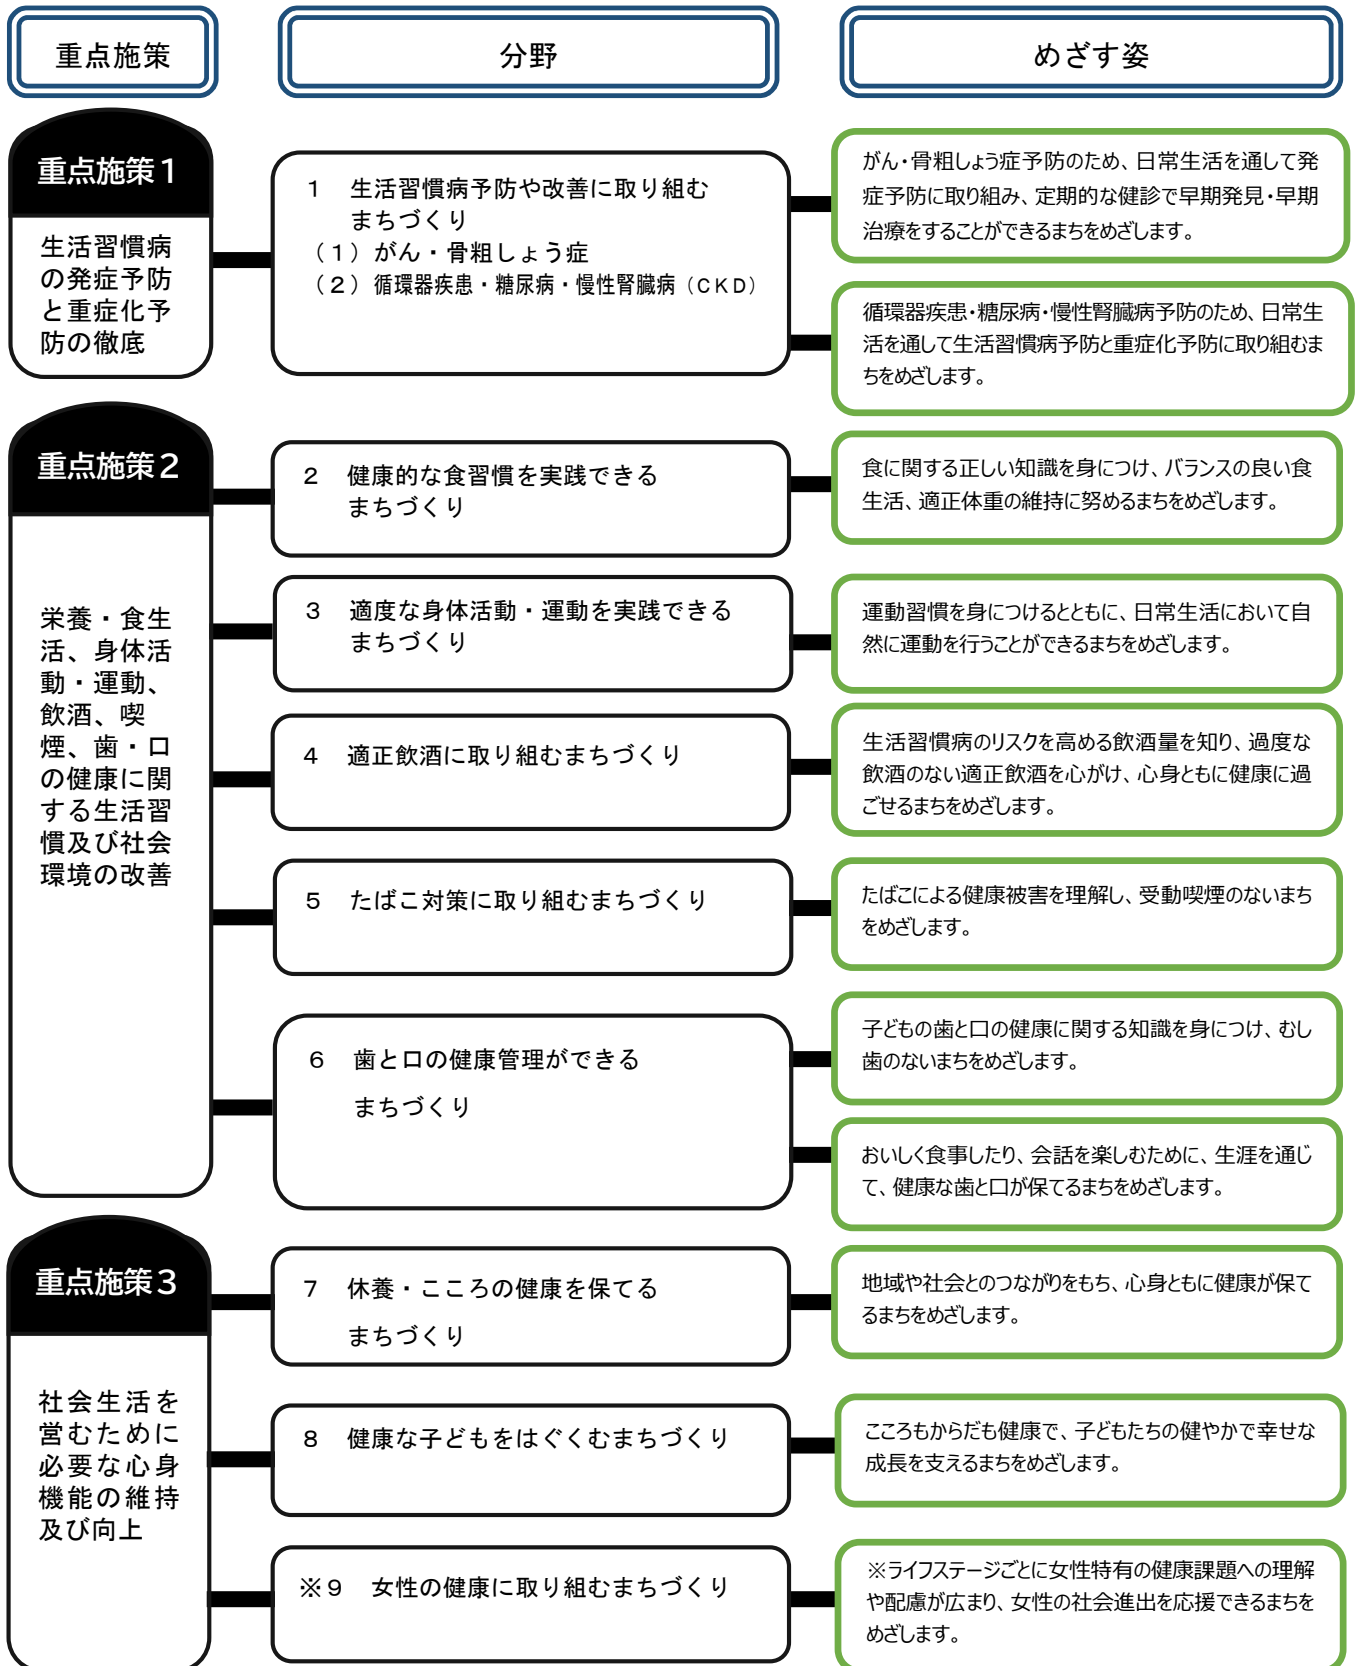 重点施策
分野
めざす姿
重点施策1
生活習慣病
の発症予防
と重症化予
防の徹底
1 生活習慣病予防や改善に取り組む
まちづくり
(1)がん・骨粗しょう症
(2)循環器疾患・糖尿病・慢性腎臓病(CKD)
がん・骨粗しょう症予防のため、日常生活を通して発
症予防に取り組み、定期的な健診で早期発見・早期
治療をすることができるまちをめざします。
循環器疾患・糖尿病・慢性腎臓病予防のため、日常生
活を通して生活習慣病予防と重症化予防に取り組むま
ちをめざします。
重点施策2
栄養・食生
活、身体活
動・運動、
飲酒、喫
煙、歯・口
の健康に関
する生活習
慣及び社会
環境の改善
2 健康的な食習慣を実践できる
まちづくり
食に関する正しい知識を身につけ、バランスの良い食
生活、適正体重の維持に努めるまちをめざします。
3 適度な身体活動・運動を実践できる
まちづくり
運動習慣を身につけるとともに、日常生活において自
然に運動を行うことができるまちをめざします。
4 適正飲酒に取り組むまちづくり
生活習慣病のリスクを高める飲酒量を知り、過度な
飲酒のない適正飲酒を心がけ、心身ともに健康に過
ごせるまちをめざします。
5 たばこ対策に取り組むまちづくり
たばこによる健康被害を理解し、受動喫煙のないまち
をめざします。
6 歯と口の健康管理ができる
まちづくり
子どもの歯と口の健康に関する知識を身につけ、むし
歯のないまちをめざします。
おいしく食事したり、会話を楽しむために、生涯を通じ
て、健康な歯と口が保てるまちをめざします。
重点施策3
社会生活を
営むために
必要な心身
機能の維持
及び向上
7 休養・こころの健康を保てる
まちづくり
地域や社会とのつながりをもち、心身ともに健康が保て
るまちをめざします。
8 健康な子どもをはぐくむまちづくり
こころもからだも健康で、子どもたちの健やかで幸せな
成長を支えるまちをめざします。
※9 女性の健康に取り組むまちづくり
※ライフステージごとに女性特有の健康課題への理解
や配慮が広まり、女性の社会進出を応援できるまちを
めざします。